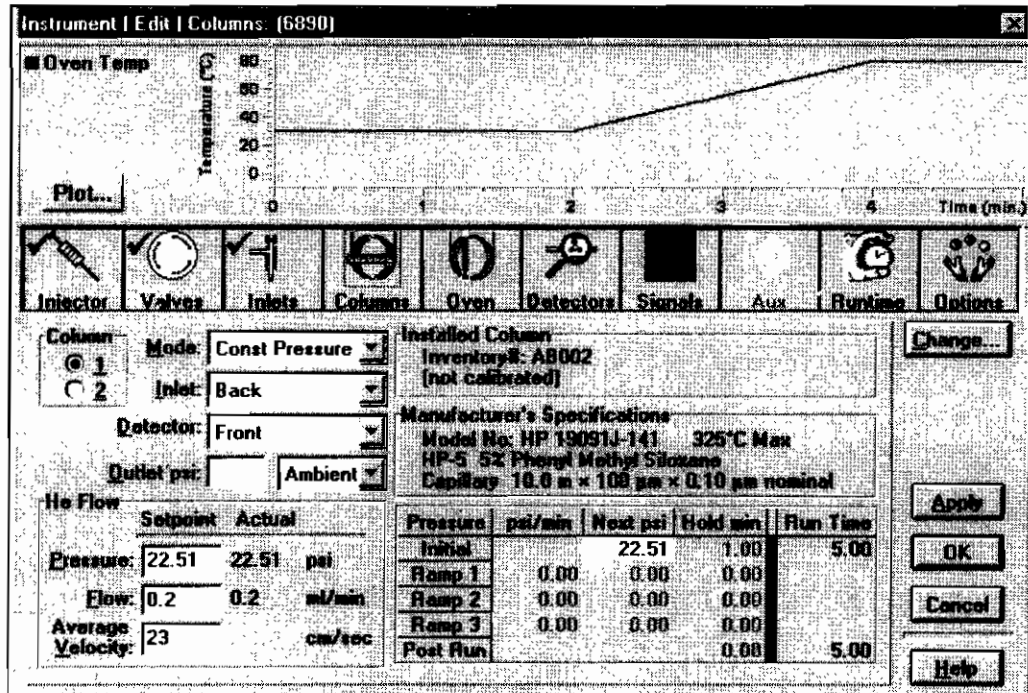 Instrument | Edit | Columns: (6890)
Oven Temp
Temperature (°C)
80
60
40
20
0
Plot...
0 1 2 3 4 Time (min.)
Injector Valves Inlets Columns Oven Detectors Signals Aux Runtime Options
Column
1
2
Mode: Const Pressure
Inlet: Back
Detector: Front
Outlet psi: Ambient
Installed Column
Inventory#: AB002
[not calibrated]
Change...
Manufacturer's Specifications
Model No: HP 19091J-141 325°C Max
HP-5 5% Phenyl Methyl Siloxane
Capillary 10.0 m × 100 µm × 0.10 µm nominal
He Flow
Setpoint Actual
Pressure: 22.51 22.51 psi
Flow: 0.2 0.2 ml/min
Average
Velocity: 23 cm/sec
Pressure psi/min Next psi Hold min Run Time
Initial 22.51 1.00 5.00
Ramp 1 0.00 0.00 0.00
Ramp 2 0.00 0.00 0.00
Ramp 3 0.00 0.00 0.00
Post Run 0.00 5.00
Apply
OK
Cancel
Help